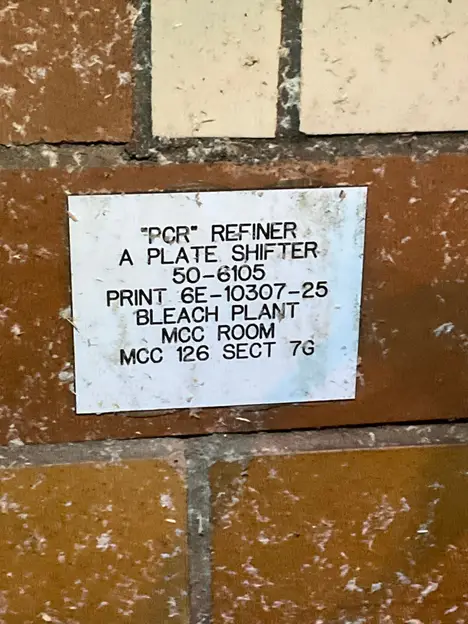 "PCR" REFINER
A PLATE SHIFTER
50-6105
PRINT 6E-10307-25
BLEACH PLANT
MCC ROOM
MCC 126 SECT 7G